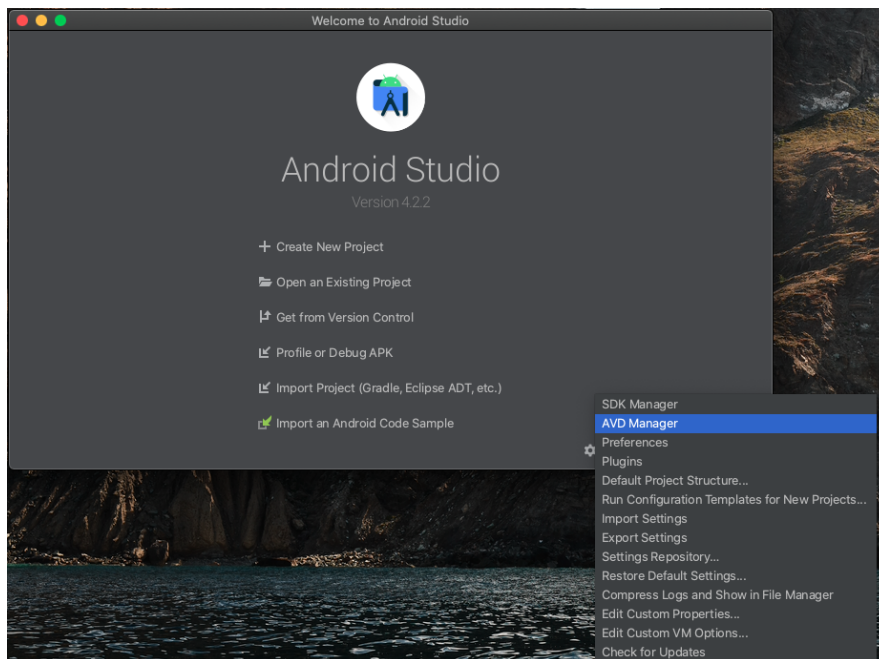 Welcome to Android Studio
Android Studio
Version 4.2.2
Create New Project
Open an Existing Project
Get from Version Control
Profile or Debug APK
Import Project (Gradle, Eclipse ADT, etc.)
Import an Android Code Sample
SDK Manager
AVD Manager
Preferences
Plugins
Default Project Structure...
Run Configuration Templates for New Projects...
Import Settings
Export Settings
Settings Repository...
Restore Default Settings...
Compress Logs and Show in File Manager
Edit Custom Properties...
Edit Custom VM Options...
Check for Updates